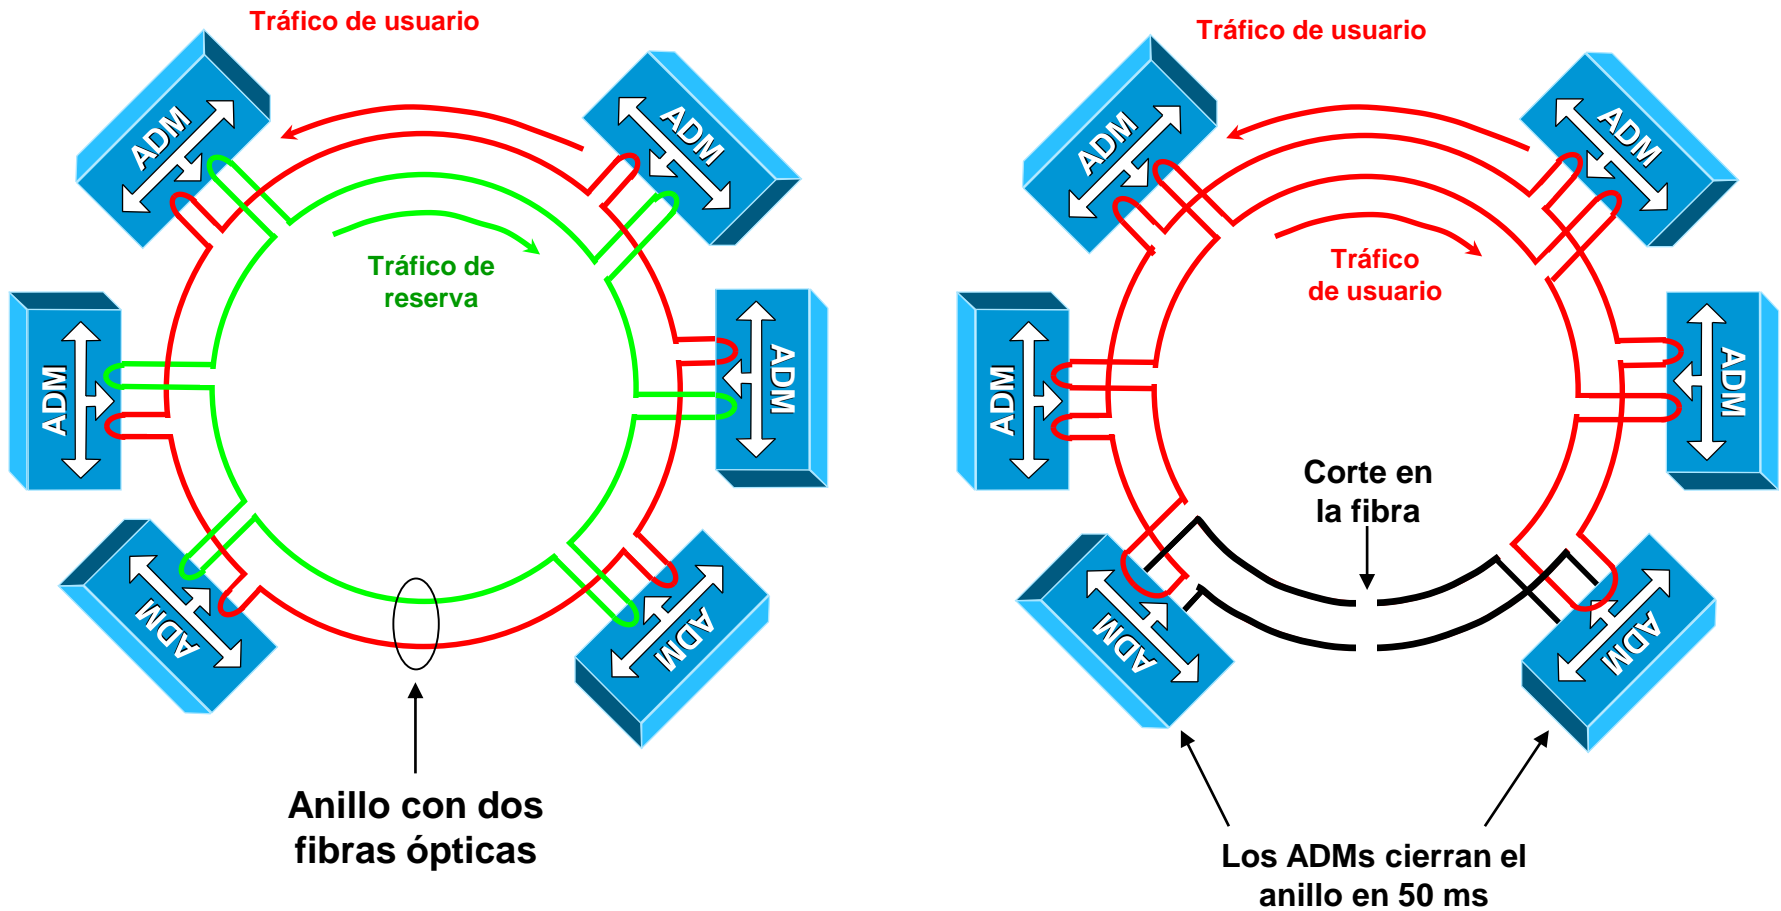 Tráfico de usuario
ADM
ADM
Tráfico de
reserva
ADM
ADM
ADM
ADM
Anillo con dos
fibras ópticas
Tráfico de usuario
ADM
ADM
Tráfico
de usuario
ADM
ADM
Corte en
la fibra
ADM
ADM
Los ADMs cierran el
anillo en 50 ms